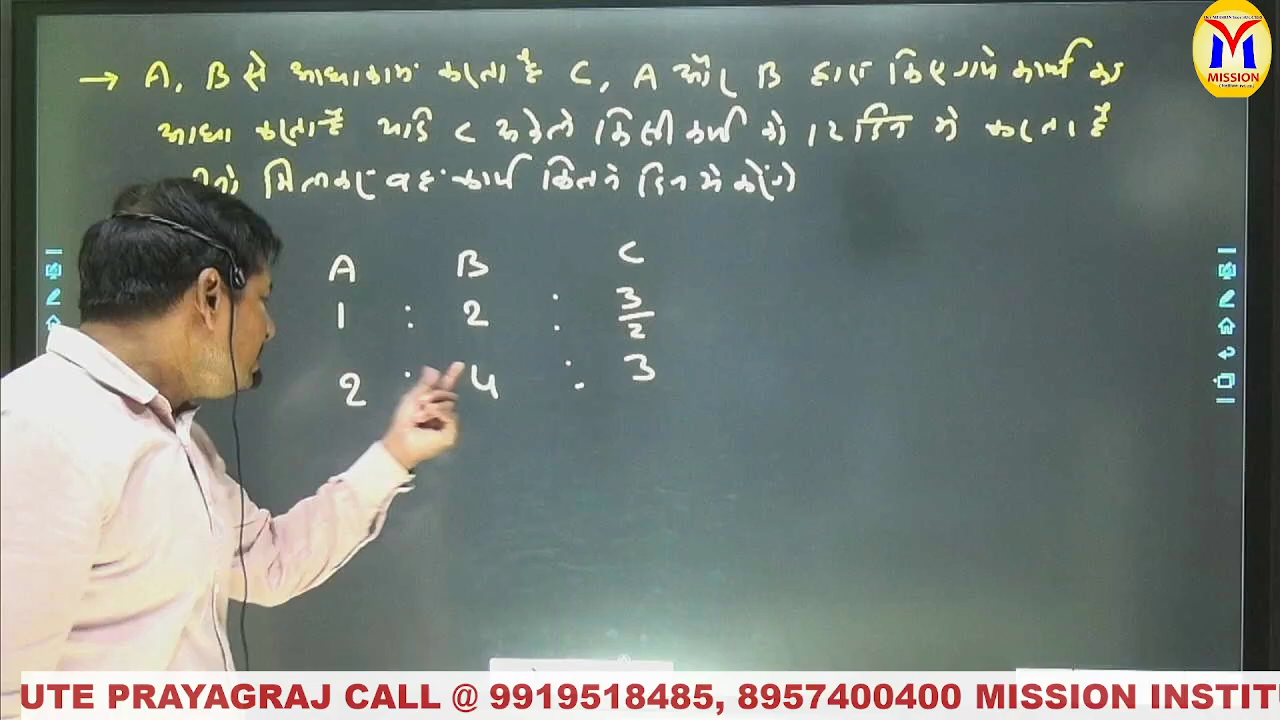 → A, B से आधा काम करता है C, A और B द्वारा किए गये कार्य का
आधा करता है यदि C अकेले किसी कार्य को 12 दिन में करता है
मिलकर वह कार्य कितने दिन में करेंगे
A B C
1 : 2 : 3/2
2 : 4 : 3
MISSION
UTE PRAYAGRAJ CALL @ 9919518485, 8957400400 MISSION INSTIT